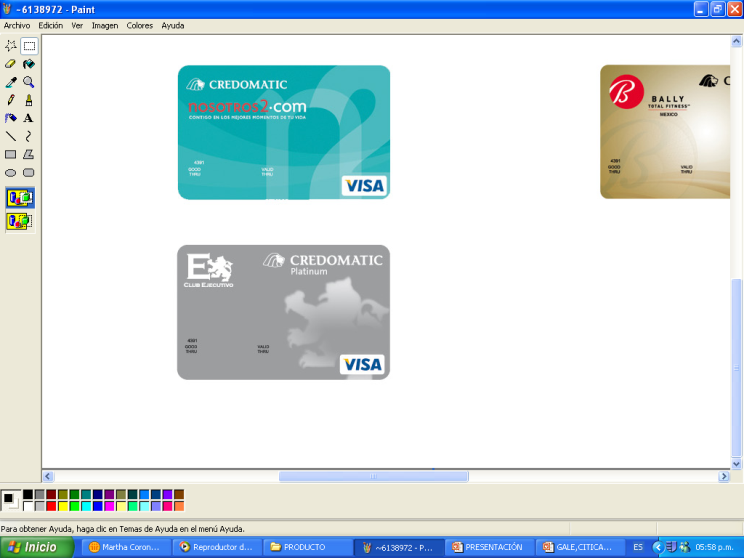 ~6138972 - Paint
Archivo Edición Ver Imagen Colores Ayuda
CREDOMATIC
nosotros2.com
CONTIGO EN LOS MEJORES MOMENTOS DE TU VIDA
4391
GOOD THRU
VALID THRU
VISA
B
BALLY
TOTAL FITNESS
MEXICO
C
4391
GOOD THRU
VALID THRU
E
CLUB EJECUTIVO
CREDOMATIC
Platinum
4391
GOOD THRU
VALID THRU
VISA
A
Para obtener Ayuda, haga clic en Temas de Ayuda en el menú Ayuda.
Inicio
Martha Coron...
Reproductor d...
PRODUCTO
~6138972 - P...
PRESENTACIÓN
GALE,CITICA...
ES
05:58 p.m.